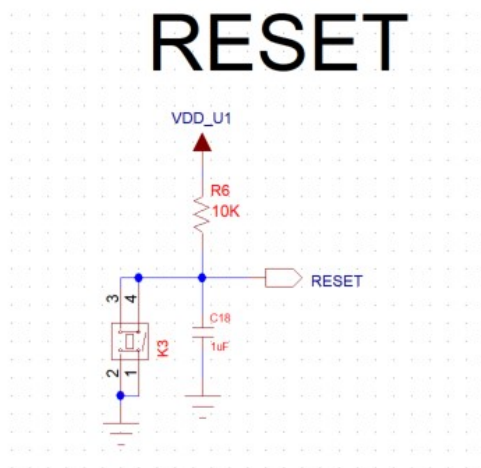 RESET
VDD_U1
R6
10K
RESET
C18
1uF
3
4
K3
2
1